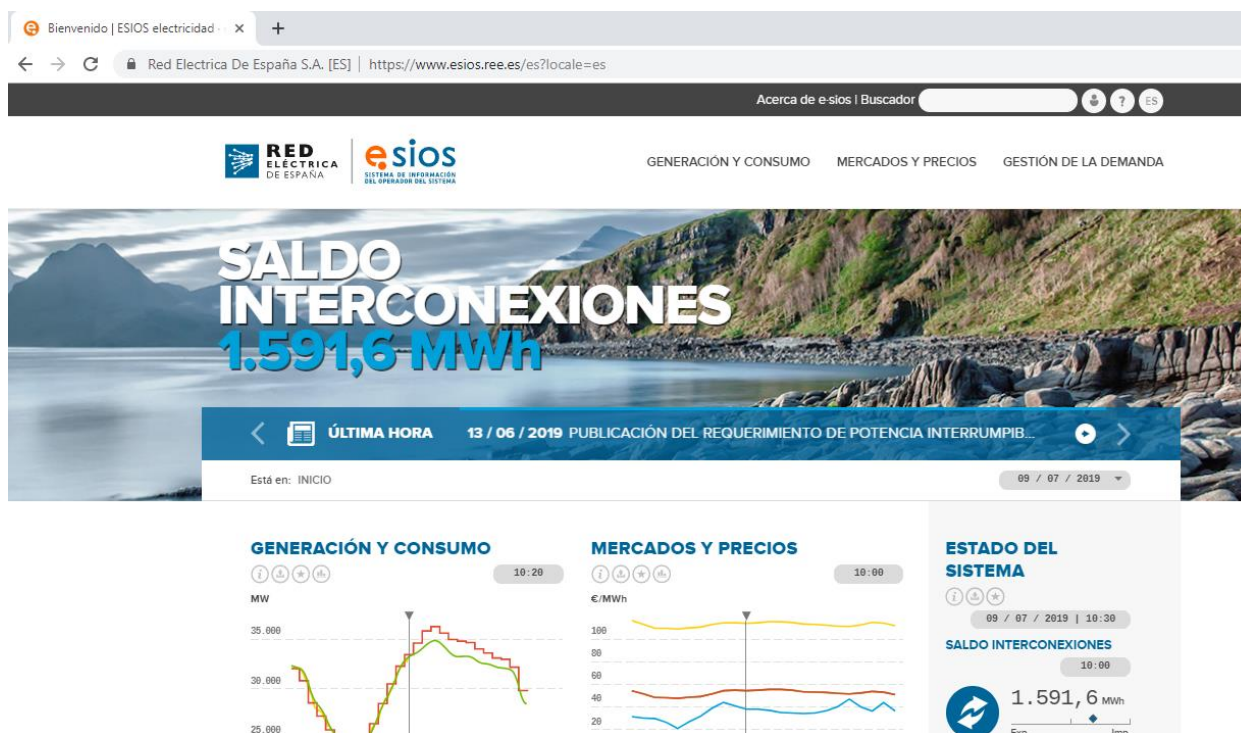 Bienvenido | ESIOS electricidad ·
Red Electrica De España S.A. [ES] | https://www.esios.ree.es/es?locale=es
Acerca de e·sios | Buscador ? ES
RED
ELÉCTRICA
DE ESPAÑA
e·sios
SISTEMA DE INFORMACIÓN
DEL OPERADOR DEL SISTEMA
GENERACIÓN Y CONSUMO MERCADOS Y PRECIOS GESTIÓN DE LA DEMANDA
SALDO
INTERCONEXIONES
1.591,6 MWh
ÚLTIMA HORA 13 / 06 / 2019 PUBLICACIÓN DEL REQUERIMIENTO DE POTENCIA INTERRUMPIB...
Está en: INICIO 09 / 07 / 2019
GENERACIÓN Y CONSUMO
10:20
MW
35.000
30.000
25.000
MERCADOS Y PRECIOS
10:00
€/MWh
100
80
60
40
20
ESTADO DEL
SISTEMA
09 / 07 / 2019 | 10:30
SALDO INTERCONEXIONES
10:00
1.591,6 MWh
Exp Imp